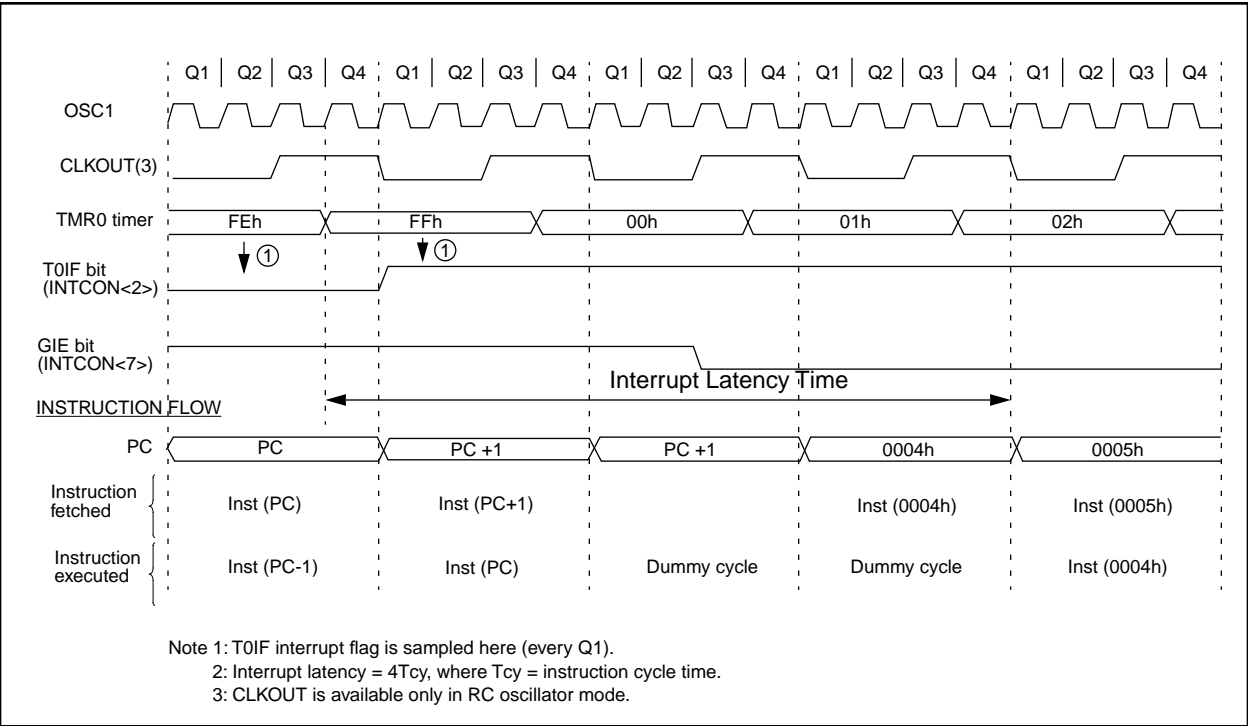 Q1 Q2 Q3 Q4 Q1 Q2 Q3 Q4 Q1 Q2 Q3 Q4 Q1 Q2 Q3 Q4 Q1 Q2 Q3 Q4
OSC1
CLKOUT(3)
TMR0 timer FEh FFh 00h 01h 02h
1 1
T0IF bit
(INTCON<2>)
GIE bit
(INTCON<7>)
Interrupt Latency Time
INSTRUCTION FLOW
PC PC PC +1 PC +1 0004h 0005h
Instruction
fetched
Inst (PC) Inst (PC+1) Inst (0004h) Inst (0005h)
Instruction
executed
Inst (PC-1) Inst (PC) Dummy cycle Dummy cycle Inst (0004h)
Note 1: T0IF interrupt flag is sampled here (every Q1).
2: Interrupt latency = 4Tcy, where Tcy = instruction cycle time.
3: CLKOUT is available only in RC oscillator mode.